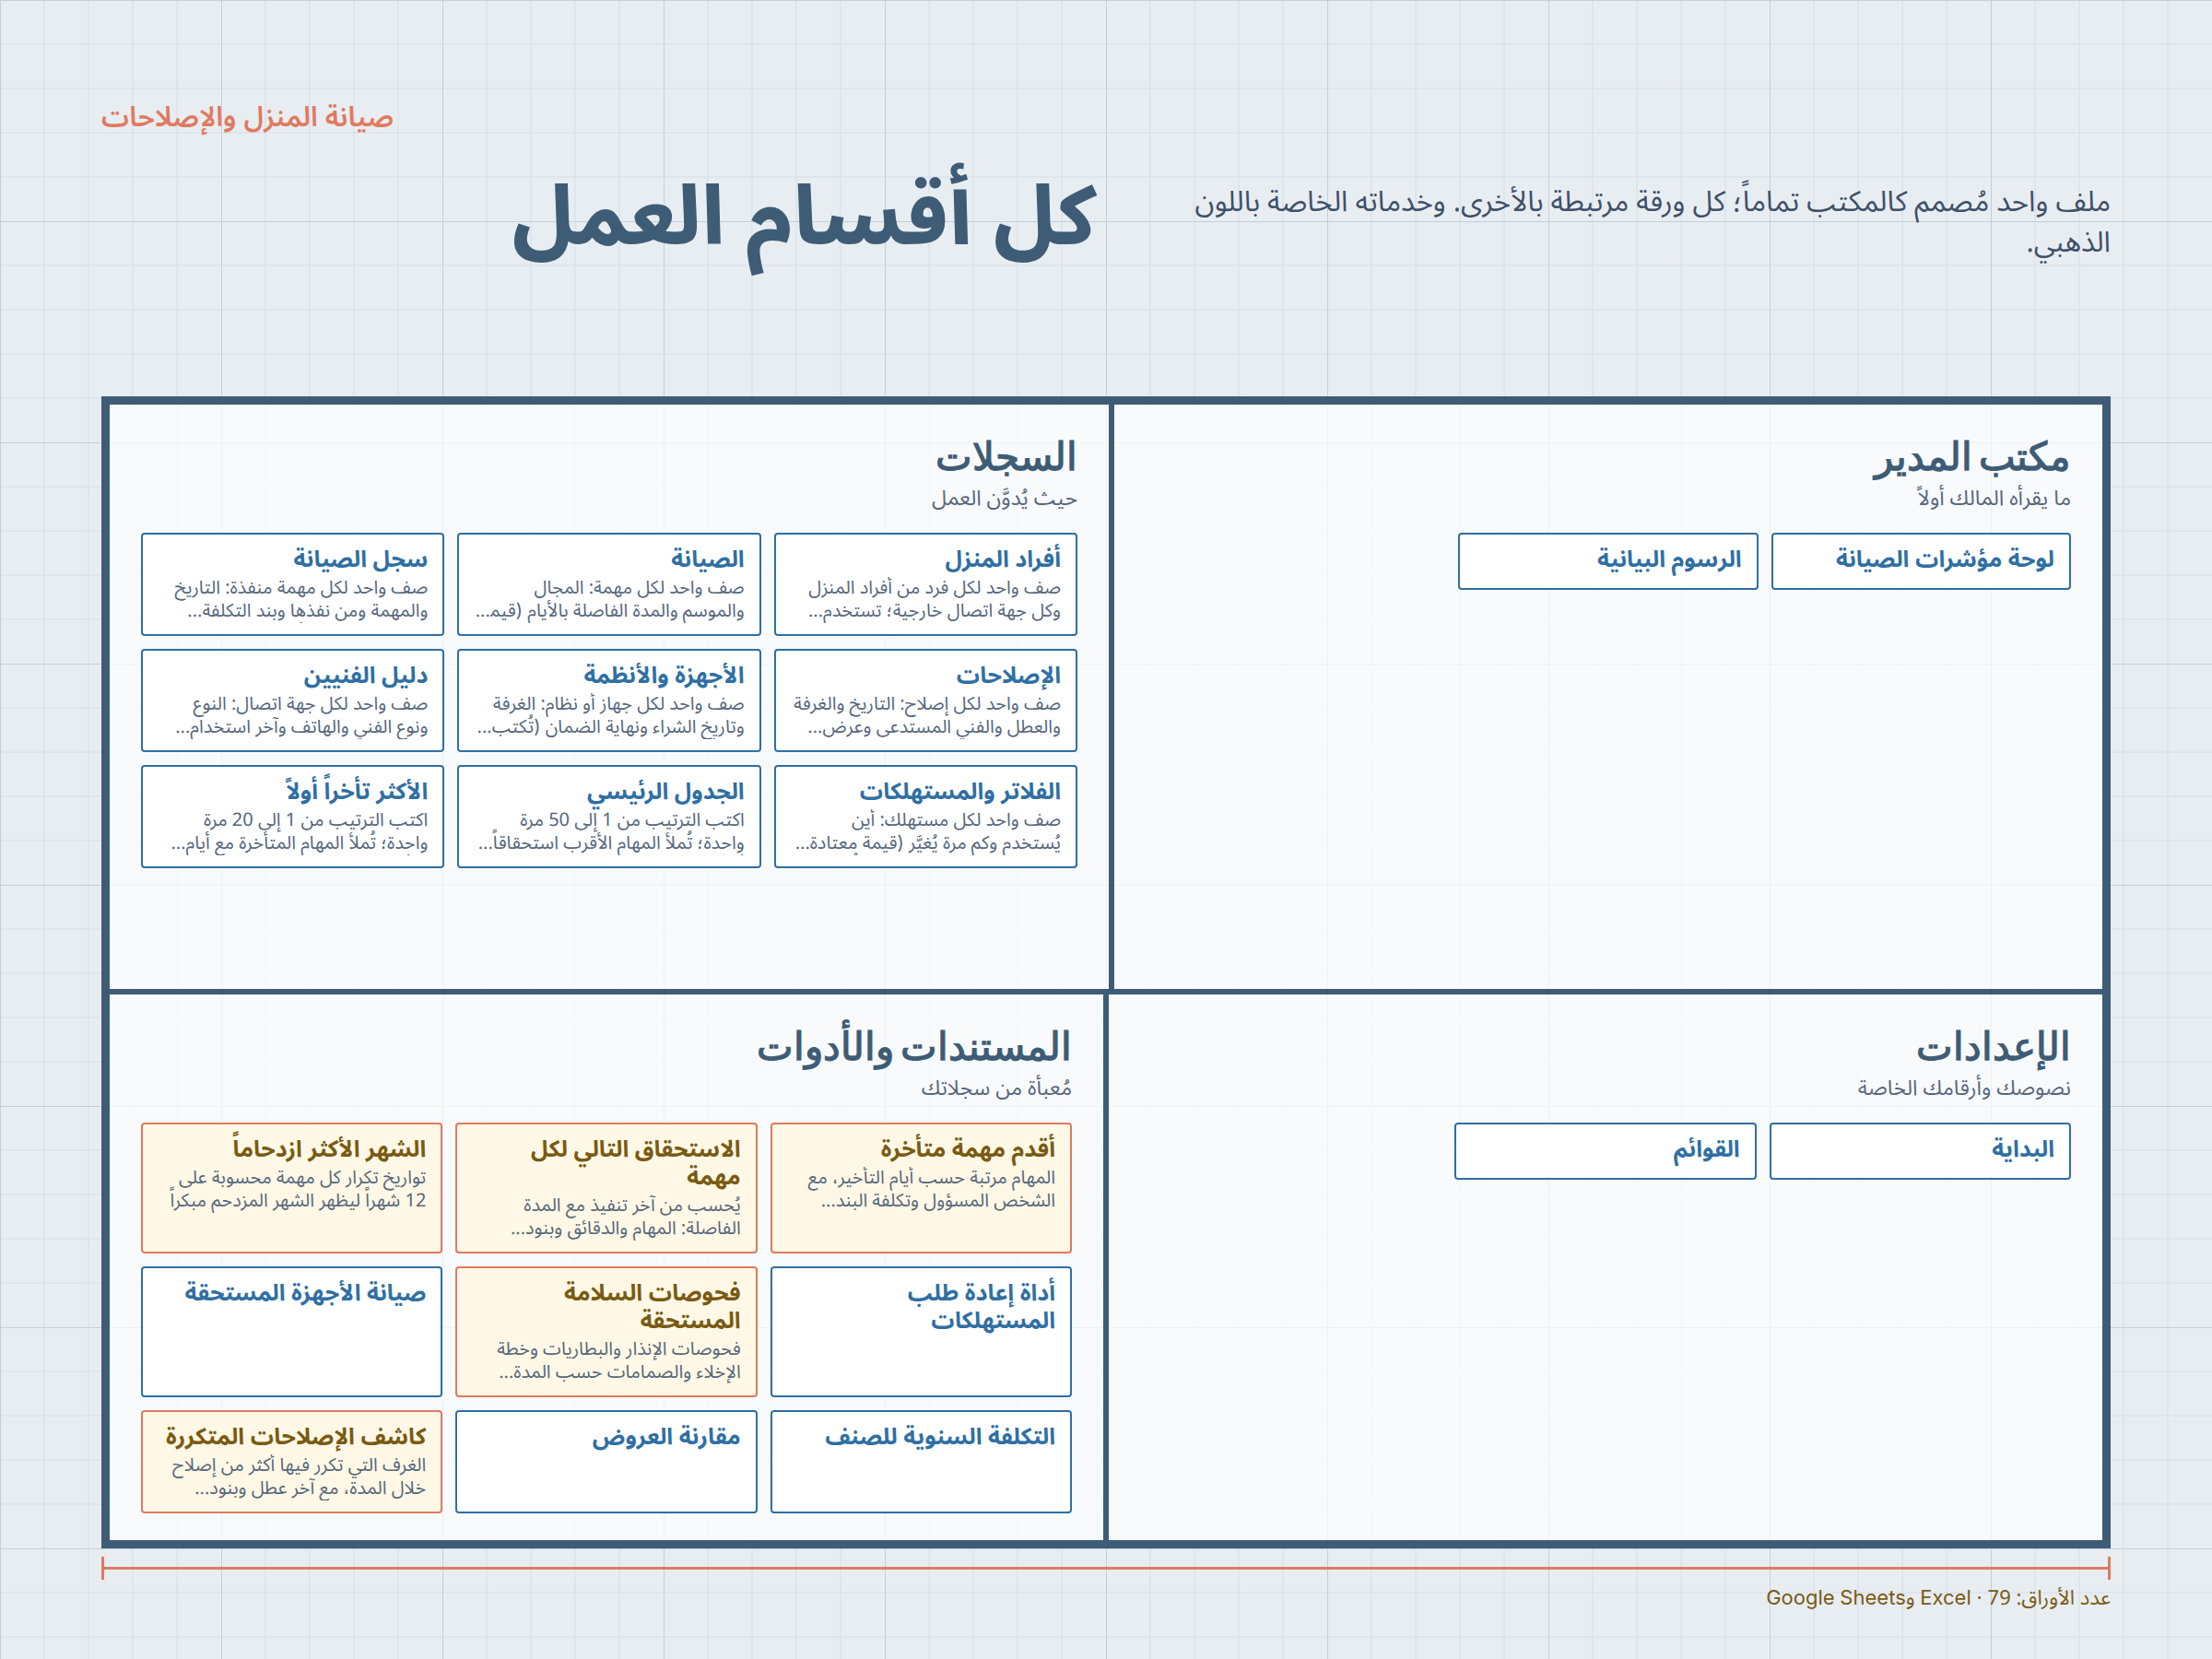 صيانة المنزل والإصلاحات
كل أقسام العمل
ملف واحد مُصمم كالمكتب تماماً؛ كل ورقة مرتبطة بالأخرى. وخدماته الخاصة باللون
الذهبي.
مكتب المدير
ما يقرأه المالك أولاً
لوحة مؤشرات الصيانة
الرسوم البيانية
السجلات
حيث يُدوَّن العمل
أفراد المنزل
صف واحد لكل فرد من أفراد المنزل
وكل جهة اتصال خارجية؛ تستخدم...
الصيانة
صف واحد لكل مهمة: المجال
والموسم والمدة الفاصلة بالأيام (قيم...
سجل الصيانة
صف واحد لكل مهمة منفذة: التاريخ
والمهمة ومن نفذها وبند التكلفة...
الإصلاحات
صف واحد لكل إصلاح: التاريخ والغرفة
والعطل والفني المستدعى وعرض...
الأجهزة والأنظمة
صف واحد لكل جهاز أو نظام: الغرفة
وتاريخ الشراء ونهاية الضمان (تُكتب...
دليل الفنيين
صف واحد لكل جهة اتصال: النوع
ونوع الفني والهاتف وآخر استخدام...
الفلاتر والمستهلكات
صف واحد لكل مستهلك: أين
يُستخدم وكم مرة يُغيَّر (قيمة معتادة...
الجدول الرئيسي
اكتب الترتيب من 1 إلى 50 مرة
واحدة؛ تُملأ المهام الأقرب استحقاقاً...
الأكثر تأخراً أولاً
اكتب الترتيب من 1 إلى 20 مرة
واحدة؛ تُملأ المهام المتأخرة مع أيام...
الإعدادات
نصوصك وأرقامك الخاصة
البداية
القوائم
المستندات والأدوات
مُعبأة من سجلاتك
أقدم مهمة متأخرة
المهام مرتبة حسب أيام التأخير، مع
الشخص المسؤول وتكلفة البند...
الاستحقاق التالي لكل
مهمة
يُحسب من آخر تنفيذ مع المدة
الفاصلة: المهام والدقائق وبنود...
الشهر الأكثر ازدحاماً
تواريخ تكرار كل مهمة محسوبة على
12 شهراً ليظهر الشهر المزدحم مبكراً
أداة إعادة طلب
المستهلكات
فحوصات السلامة
المستحقة
فحوصات الإنذار والبطاريات وخطة
الإخلاء والصمامات حسب المدة...
صيانة الأجهزة المستحقة
التكلفة السنوية للصنف
مقارنة العروض
كاشف الإصلاحات المتكررة
الغرف التي تكرر فيها أكثر من إصلاح
خلال المدة، مع آخر عطل وبنود...
عدد الأوراق: 79 · Excel وGoogle Sheets